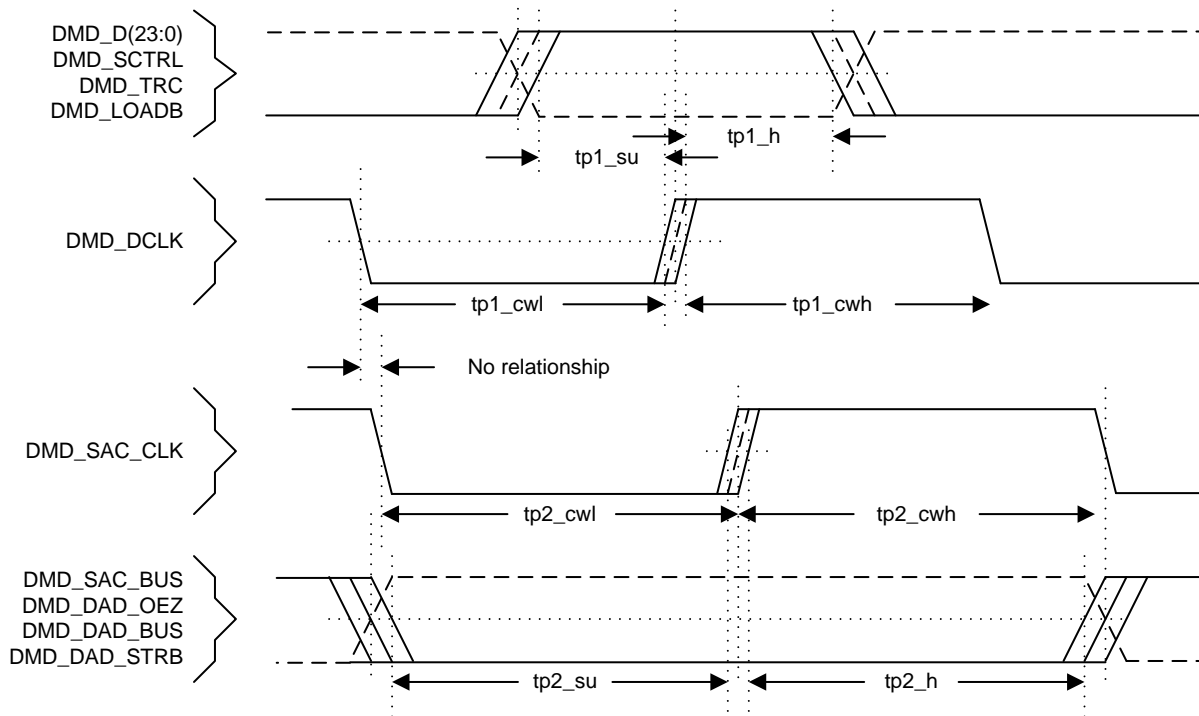 DMD_D(23:0)
DMD_SCTRL
DMD_TRC
DMD_LOADB
tp1_su
tp1_h
DMD_DCLK
tp1_cwl
tp1_cwh
No relationship
DMD_SAC_CLK
tp2_cwl
tp2_cwh
DMD_SAC_BUS
DMD_DAD_OEZ
DMD_DAD_BUS
DMD_DAD_STRB
tp2_su
tp2_h